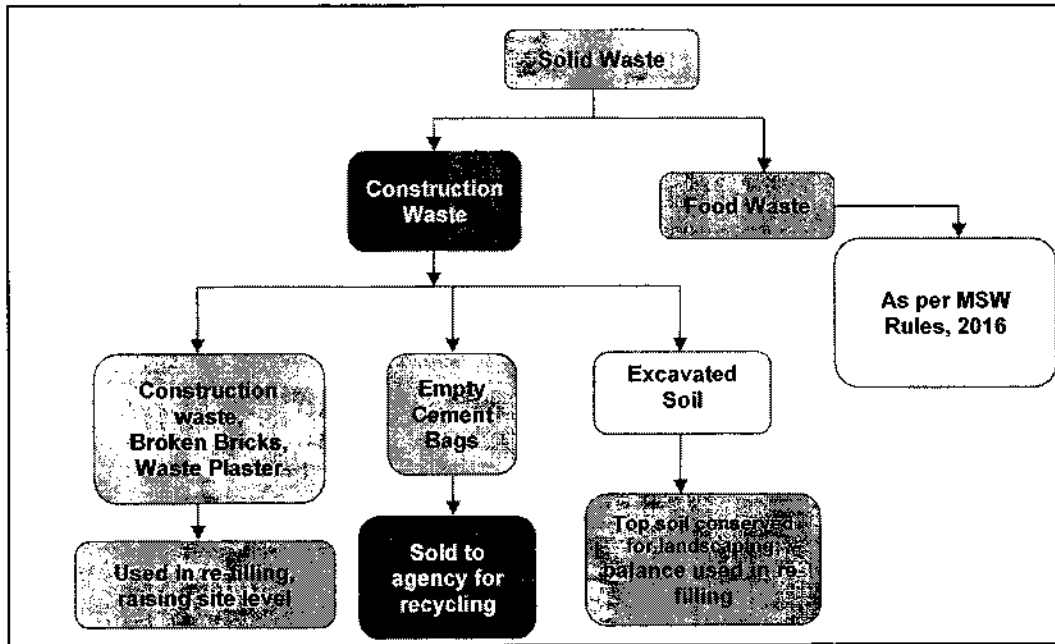 Solid Waste
Construction
Waste
Food Waste
As per MSW
Rules, 2016
Construction
waste,
Broken Bricks,
Waste Plaster
Empty
Cement
Bags
Excavated
Soil
Used in re-filling,
raising site level
Sold to
agency for
recycling
Top soil conserved
for landscaping,
balance used in re-
filling